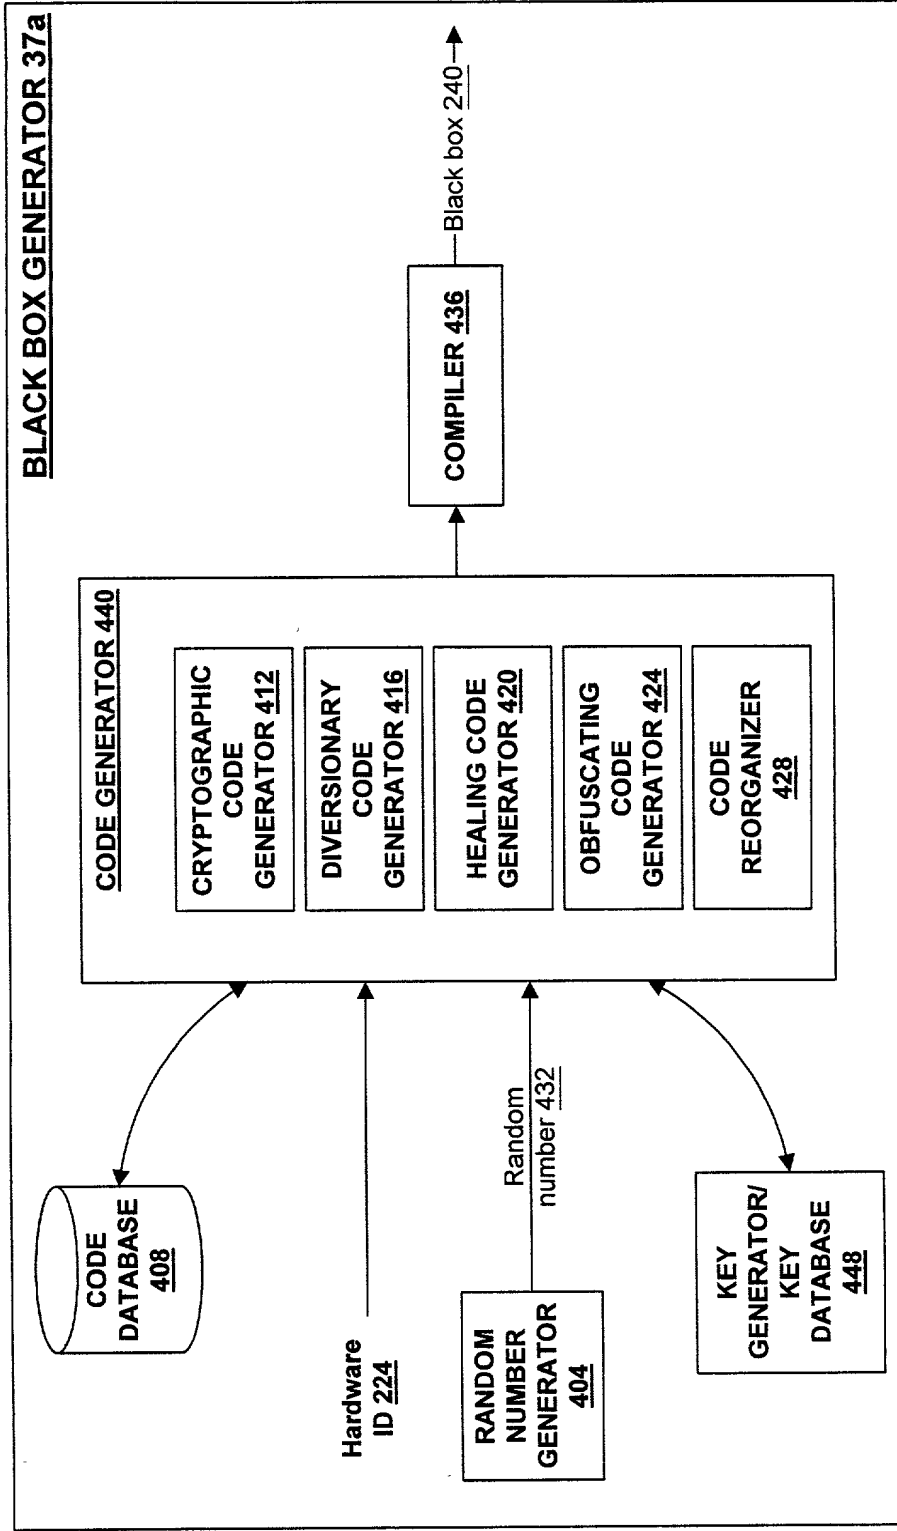 BLACK BOX GENERATOR 37a
CODE
DATABASE
408
Hardware
ID 224
RANDOM
NUMBER
GENERATOR
404
Random
number 432
KEY
GENERATOR/
KEY
DATABASE
448
CODE GENERATOR 440
CRYPTOGRAPHIC
CODE
GENERATOR 412
DIVERSIONARY
CODE
GENERATOR 416
HEALING CODE
GENERATOR 420
OBFUSCATING
CODE
GENERATOR 424
CODE
REORGANIZER
428
COMPILER 436
Black box 240